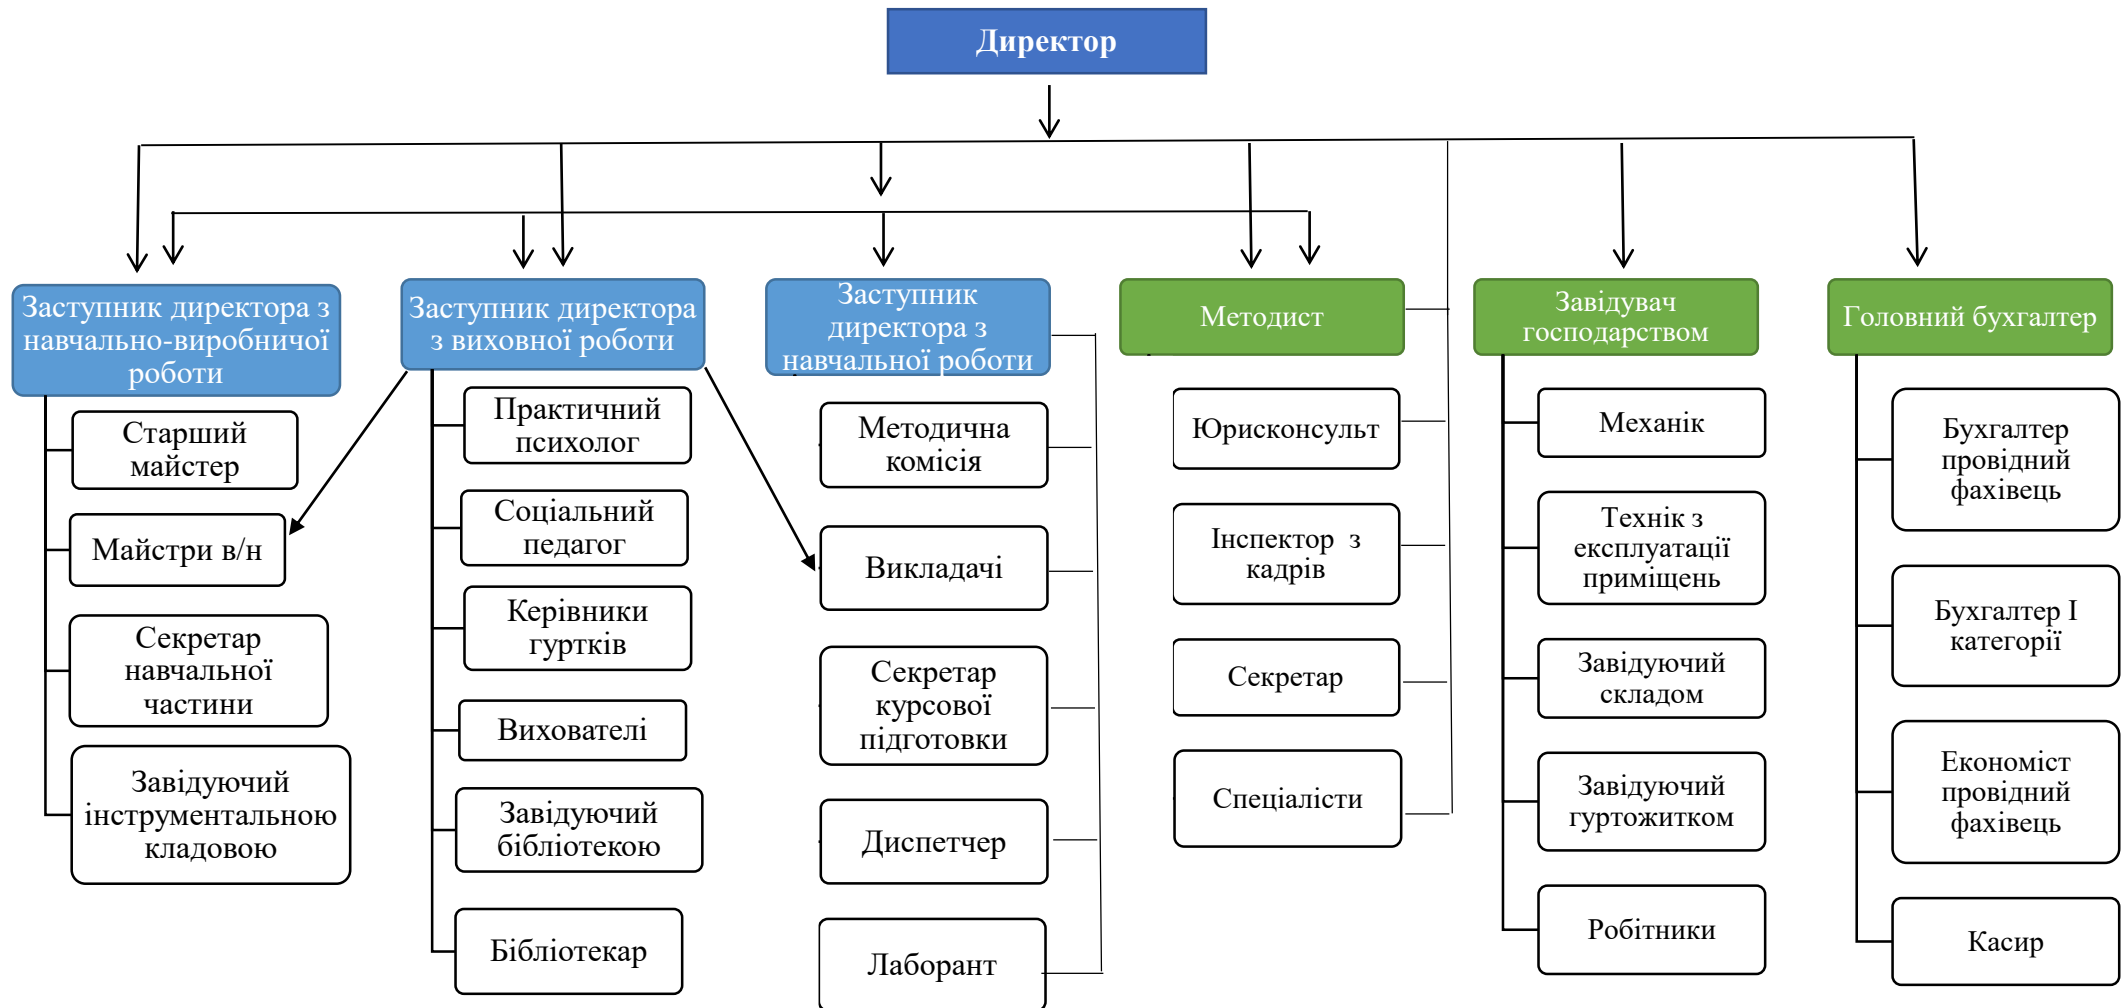 Директор
Заступник директора з
навчально-виробничої
роботи
Старший
майстер
Майстри в/н
Секретар
навчальної
частини
Завідуючий
інструментальною
кладовою
Заступник директора
з виховної роботи
Практичний
психолог
Соціальний
педагог
Керівники
гуртків
Вихователі
Завідуючий
бібліотекою
Бібліотекар
Заступник
директора з
навчальної роботи
Методична
комісія
Викладачі
Секретар
курсової
підготовки
Диспетчер
Лаборант
Методист
Юрисконсульт
Інспектор з
кадрів
Секретар
Спеціалісти
Завідувач
господарством
Механік
Технік з
експлуатації
приміщень
Завідуючий
складом
Завідуючий
гуртожитком
Робітники
Головний бухгалтер
Бухгалтер
провідний
фахівець
Бухгалтер І
категорії
Економіст
провідний
фахівець
Касир